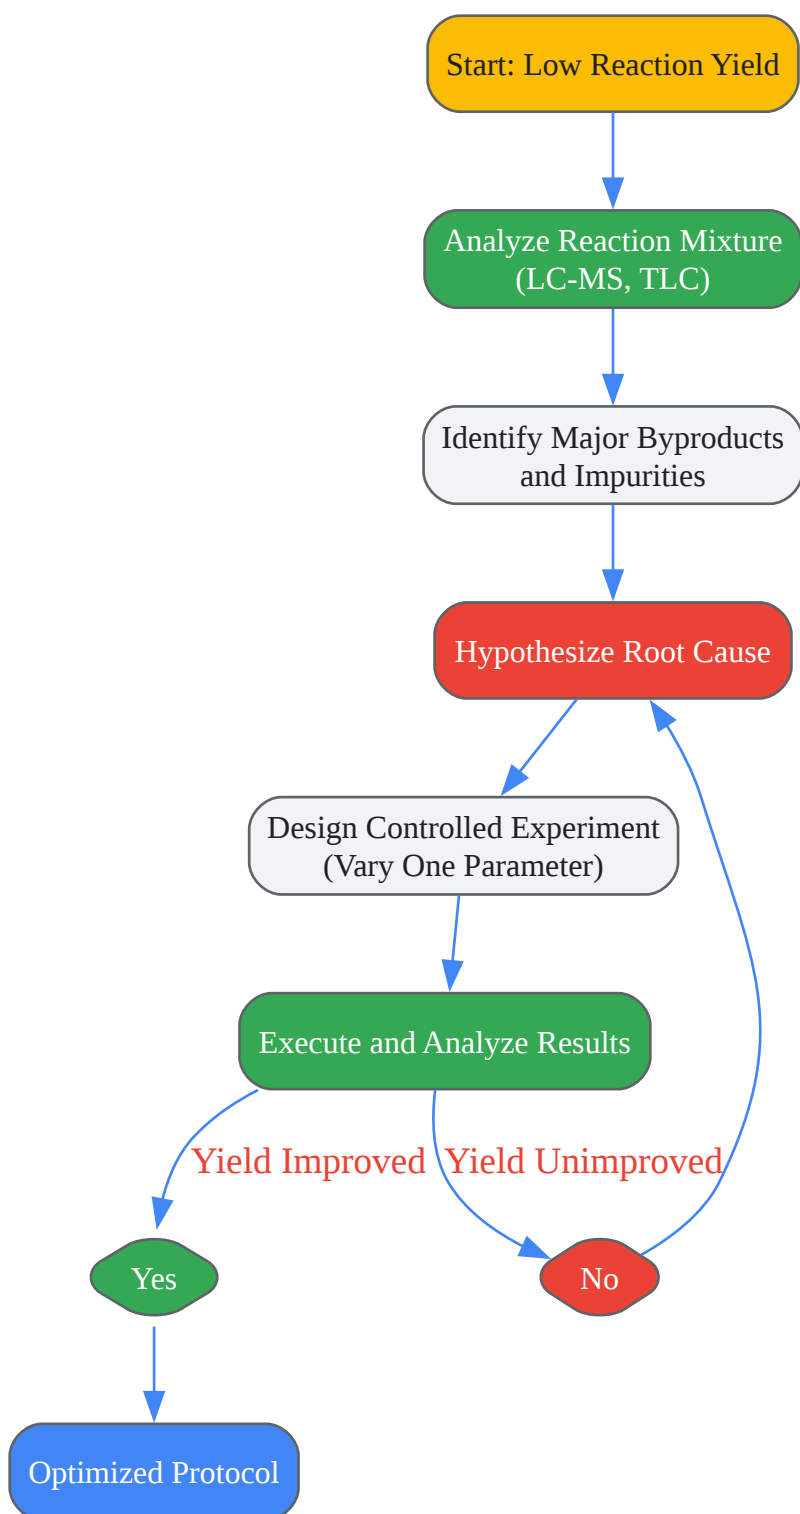 Start: Low Reaction Yield
Analyze Reaction Mixture
(LC-MS, TLC)
Identify Major Byproducts
and Impurities
Hypothesize Root Cause
Design Controlled Experiment
(Vary One Parameter)
Execute and Analyze Results
Yield Improved
Yield Unimproved
Yes
No
Optimized Protocol